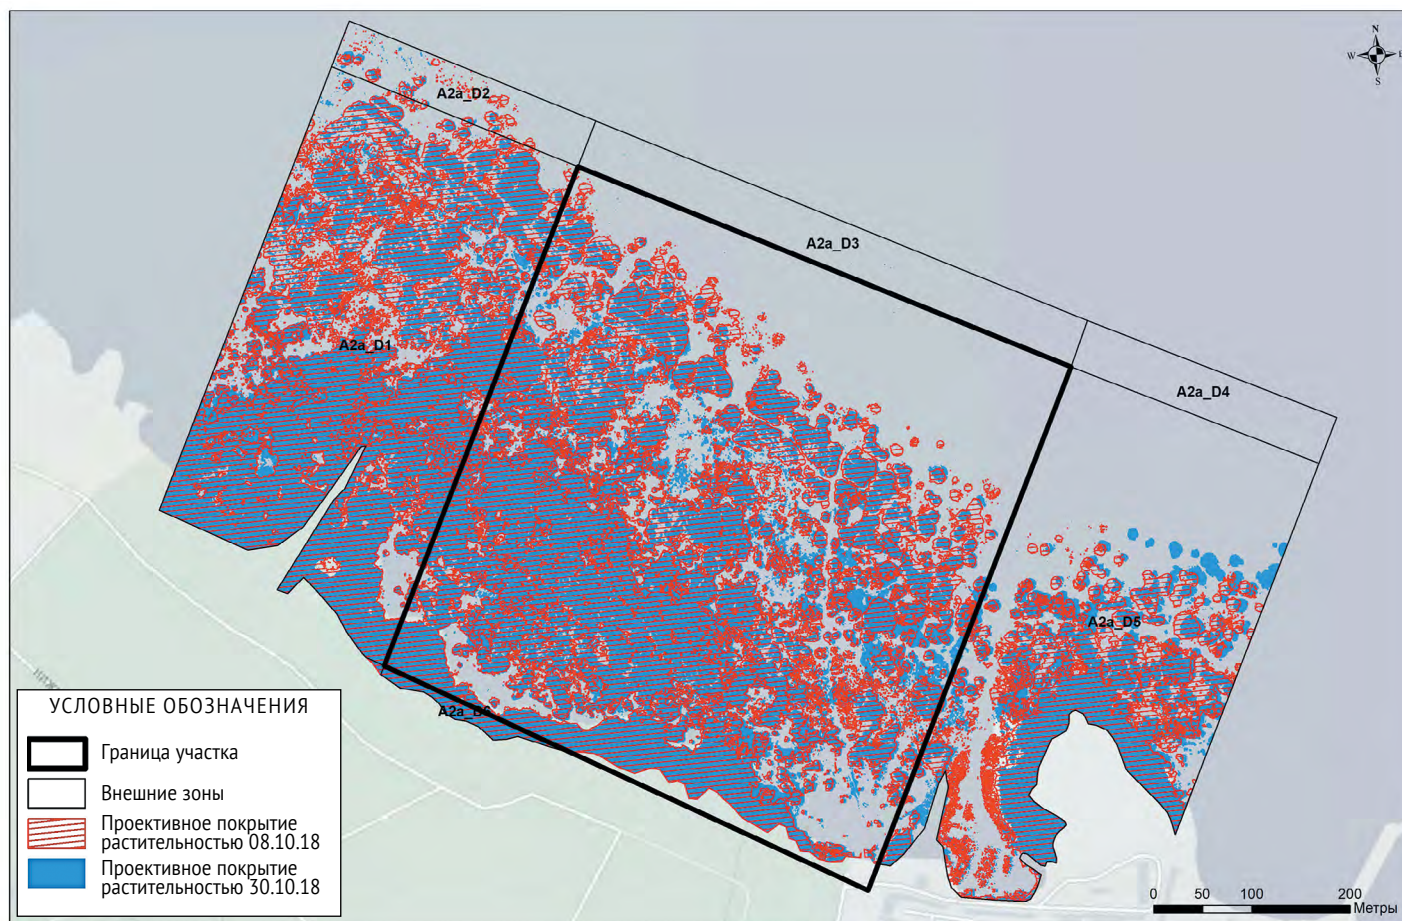 N
W
E
S
A2a_D2
A2a_D3
A2a_D4
A2a_D1
A2a_D5
A2a_D6
УСЛОВНЫЕ ОБОЗНАЧЕНИЯ
Граница участка
Внешние зоны
Проективное покрытие
растительностью 08.10.18
Проективное покрытие
растительностью 30.10.18
0 50 100 200
Метры